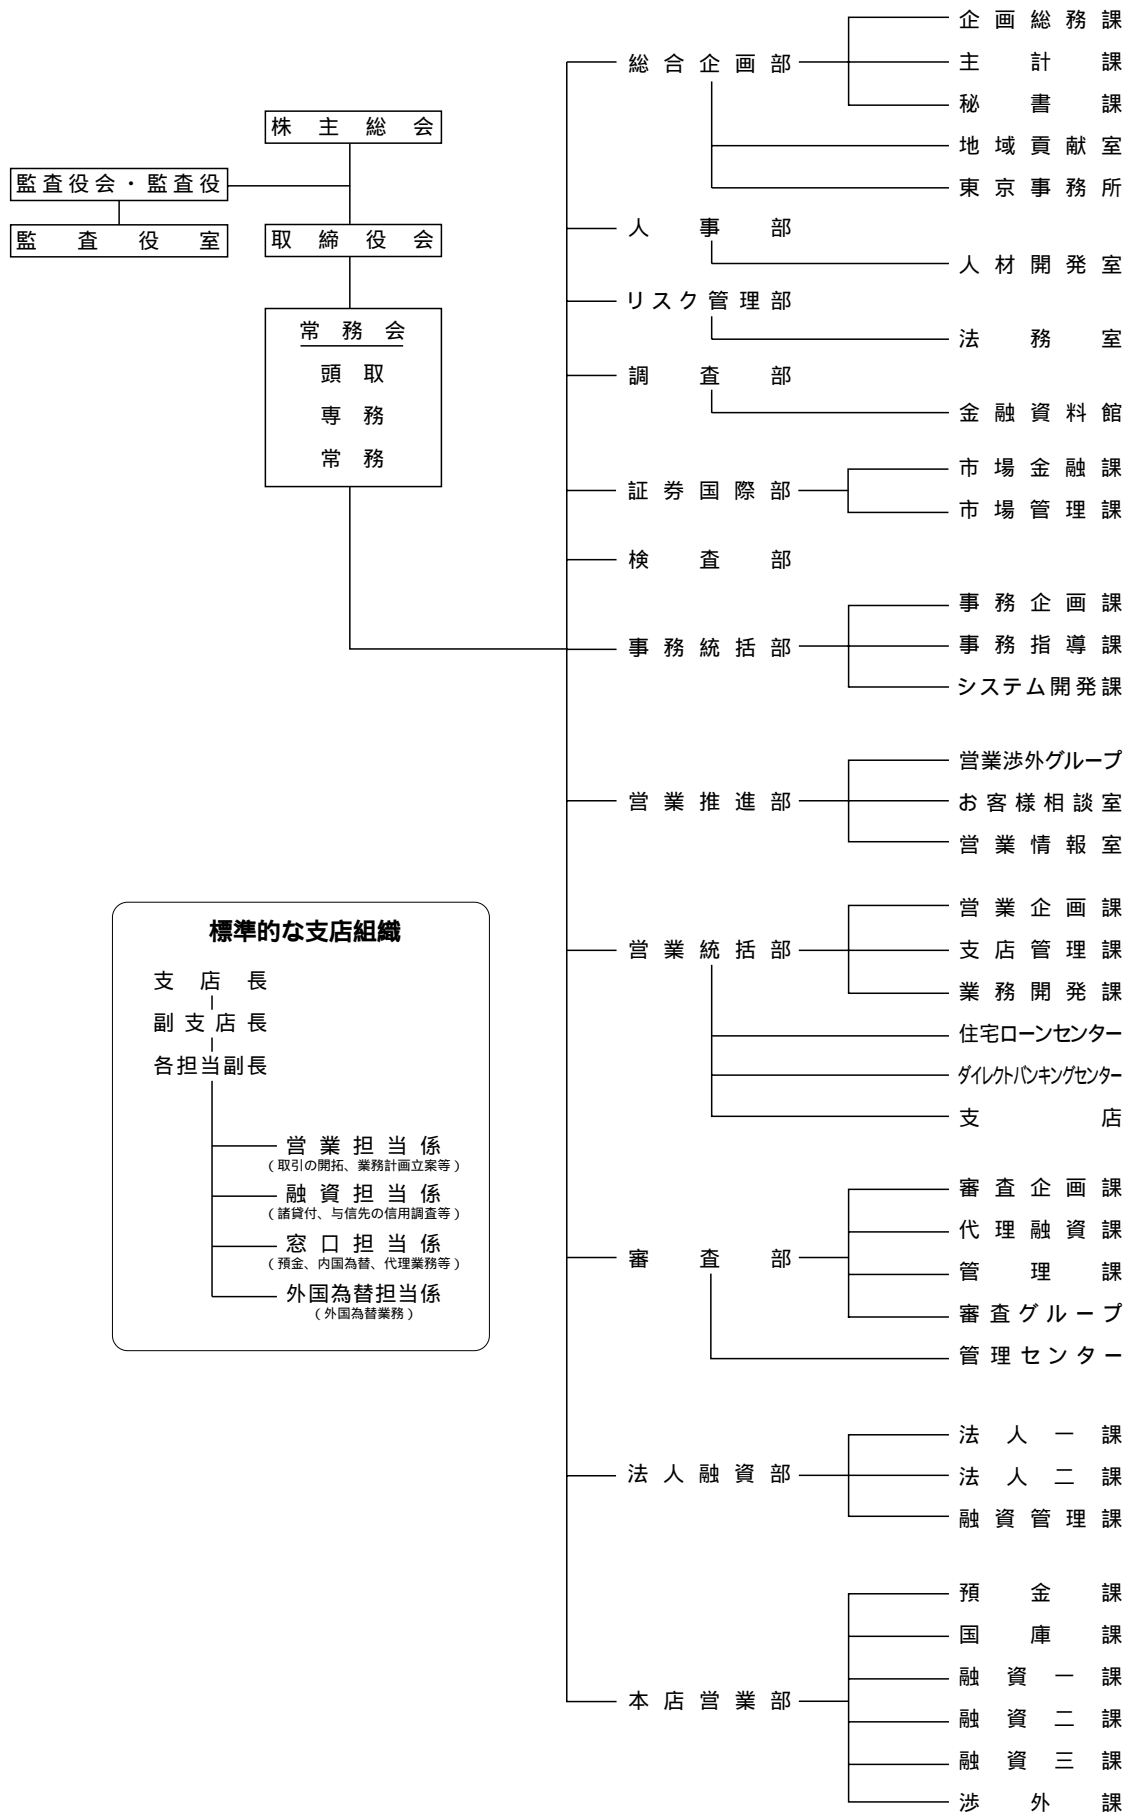 株主総会
監査役会・監査役
監査役室
取締役会
常務会
頭取
専務
常務
総合企画部
企画総務課
主計課
秘書課
地域貢献室
東京事務所
人事部
人材開発室
リスク管理部
法務室
調査部
金融資料館
証券国際部
市場金融課
市場管理課
検査部
事務統括部
事務企画課
事務指導課
システム開発課
営業推進部
営業渉外グループ
お客様相談室
営業情報室
営業統括部
営業企画課
支店管理課
業務開発課
住宅ローンセンター
ダイレクトバンキングセンター
支店
審査部
審査企画課
代理融資課
管理課
審査グループ
管理センター
法人融資部
法人一課
法人二課
融資管理課
本店営業部
預金課
国庫課
融資一課
融資二課
融資三課
渉外課
標準的な支店組織
支店長
副支店長
各担当副長
営業担当係
(取引の開拓、業務計画立案等)
融資担当係
(諸貸付、与信先の信用調査等)
窓口担当係
(預金、内国為替、代理業務等)
外国為替担当係
(外国為替業務)